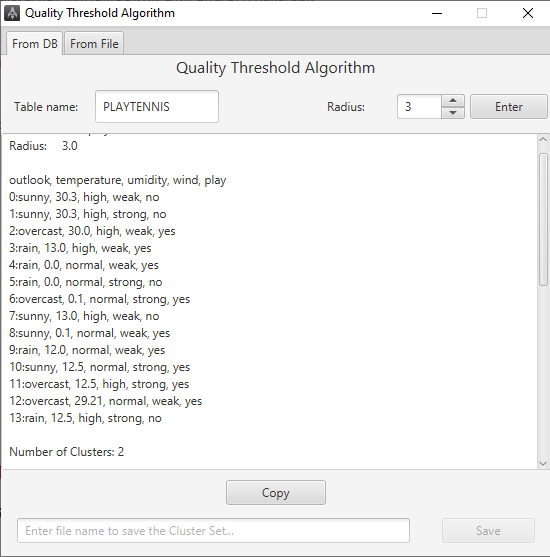 Quality Threshold Algorithm
From DB
From File
Quality Threshold Algorithm
Table name: PLAYTENNIS Radius: 3 Enter
Radius: 3.0
outlook, temperature, umidity, wind, play
0:sunny, 30.3, high, weak, no
1:sunny, 30.3, high, strong, no
2:overcast, 30.0, high, weak, yes
3:rain, 13.0, high, weak, yes
4:rain, 0.0, normal, weak, yes
5:rain, 0.0, normal, strong, no
6:overcast, 0.1, normal, strong, yes
7:sunny, 13.0, high, weak, no
8:sunny, 0.1, normal, weak, yes
9:rain, 12.0, normal, weak, yes
10:sunny, 12.5, normal, strong, yes
11:overcast, 12.5, high, strong, yes
12:overcast, 29.21, normal, weak, yes
13:rain, 12.5, high, strong, no
Number of Clusters: 2
Copy
Enter file name to save the Cluster Set... Save